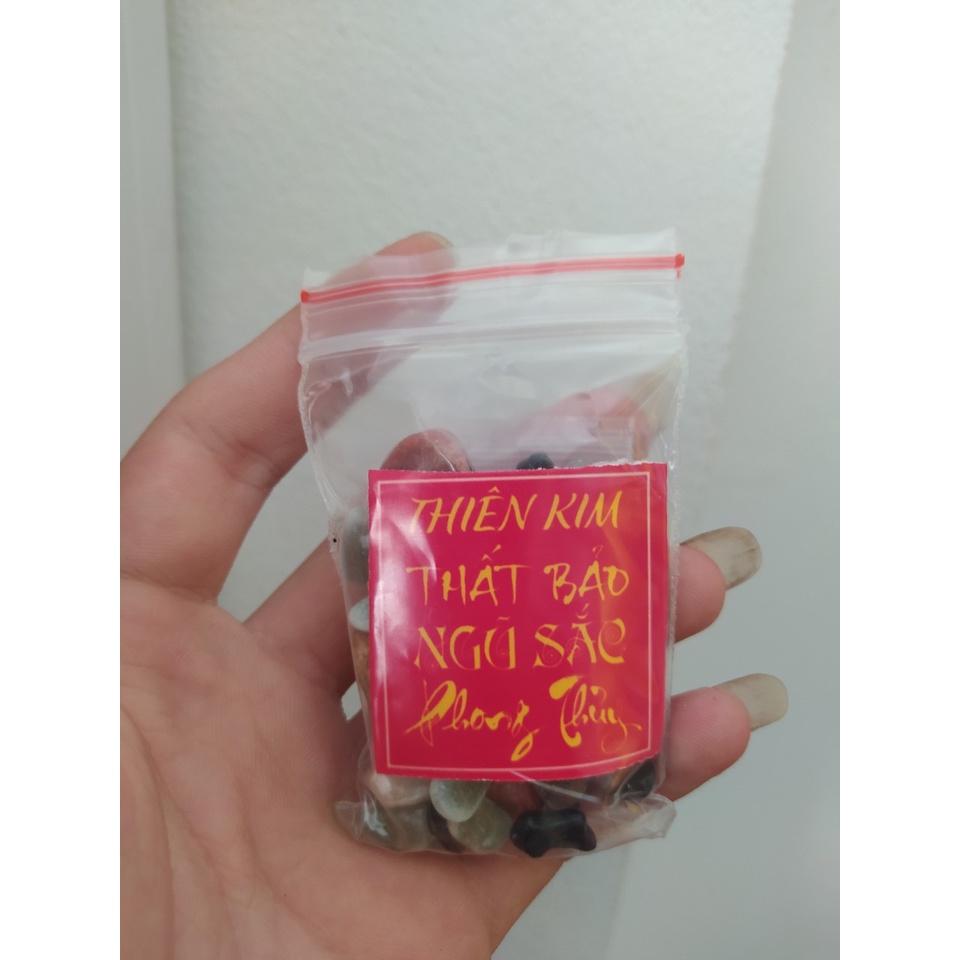 THIÊN KIM
THẤT BẢO
NGŨ SẮC
Phong Thủy